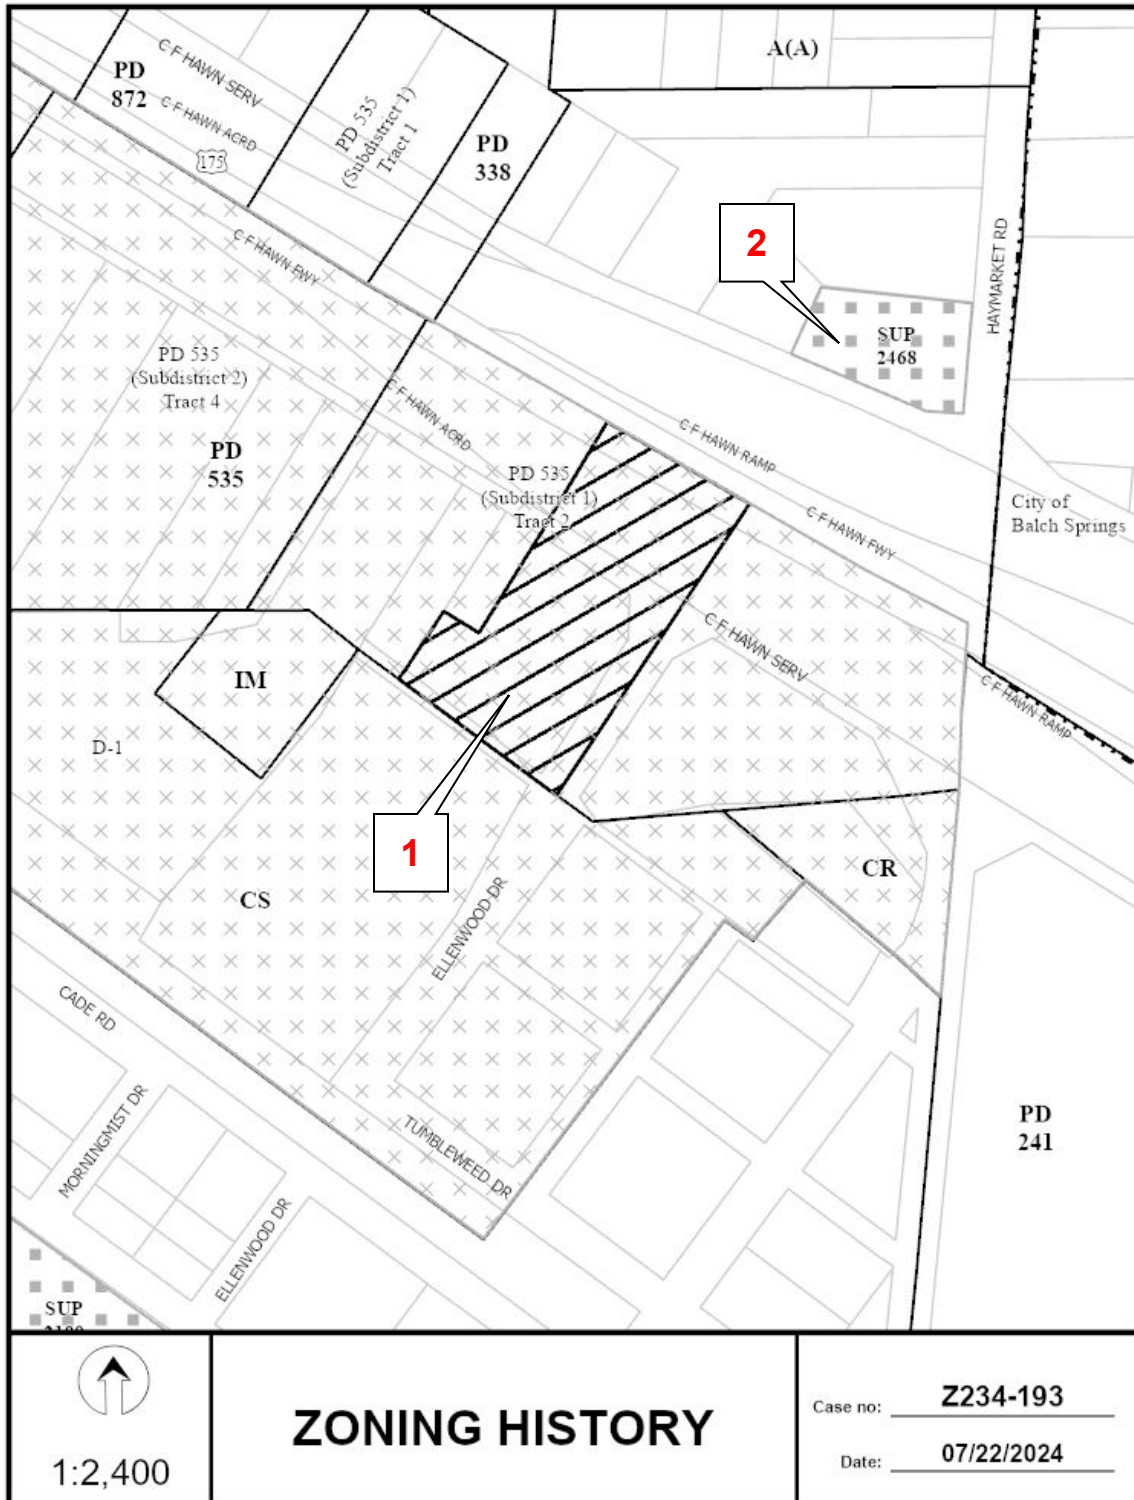 A(A)
C F HAWN SERV
PD
872
C F HAWN ACRD
175
PD 535
(Subdistrict 1)
Tract 1
PD
338
2
HAYMARKET RD
C F HAWN FWY
SUP
2468
PD 535
(Subdistrict 2)
Tract 4
C F HAWN ACRD
PD
535
C F HAWN RAMP
PD 535
(Subdistrict 1)
Tract 2
C F HAWN FWY
City of
Balch Springs
C F HAWN SERV
IM
C F HAWN RAMP
D-1
1
CR
CS
ELLENWOOD DR
CADE RD
MORNINGMIST DR
TUMBLEWEED DR
PD
241
ELLENWOOD DR
SUP
1:2,400
ZONING HISTORY
Case no: Z234-193
Date: 07/22/2024